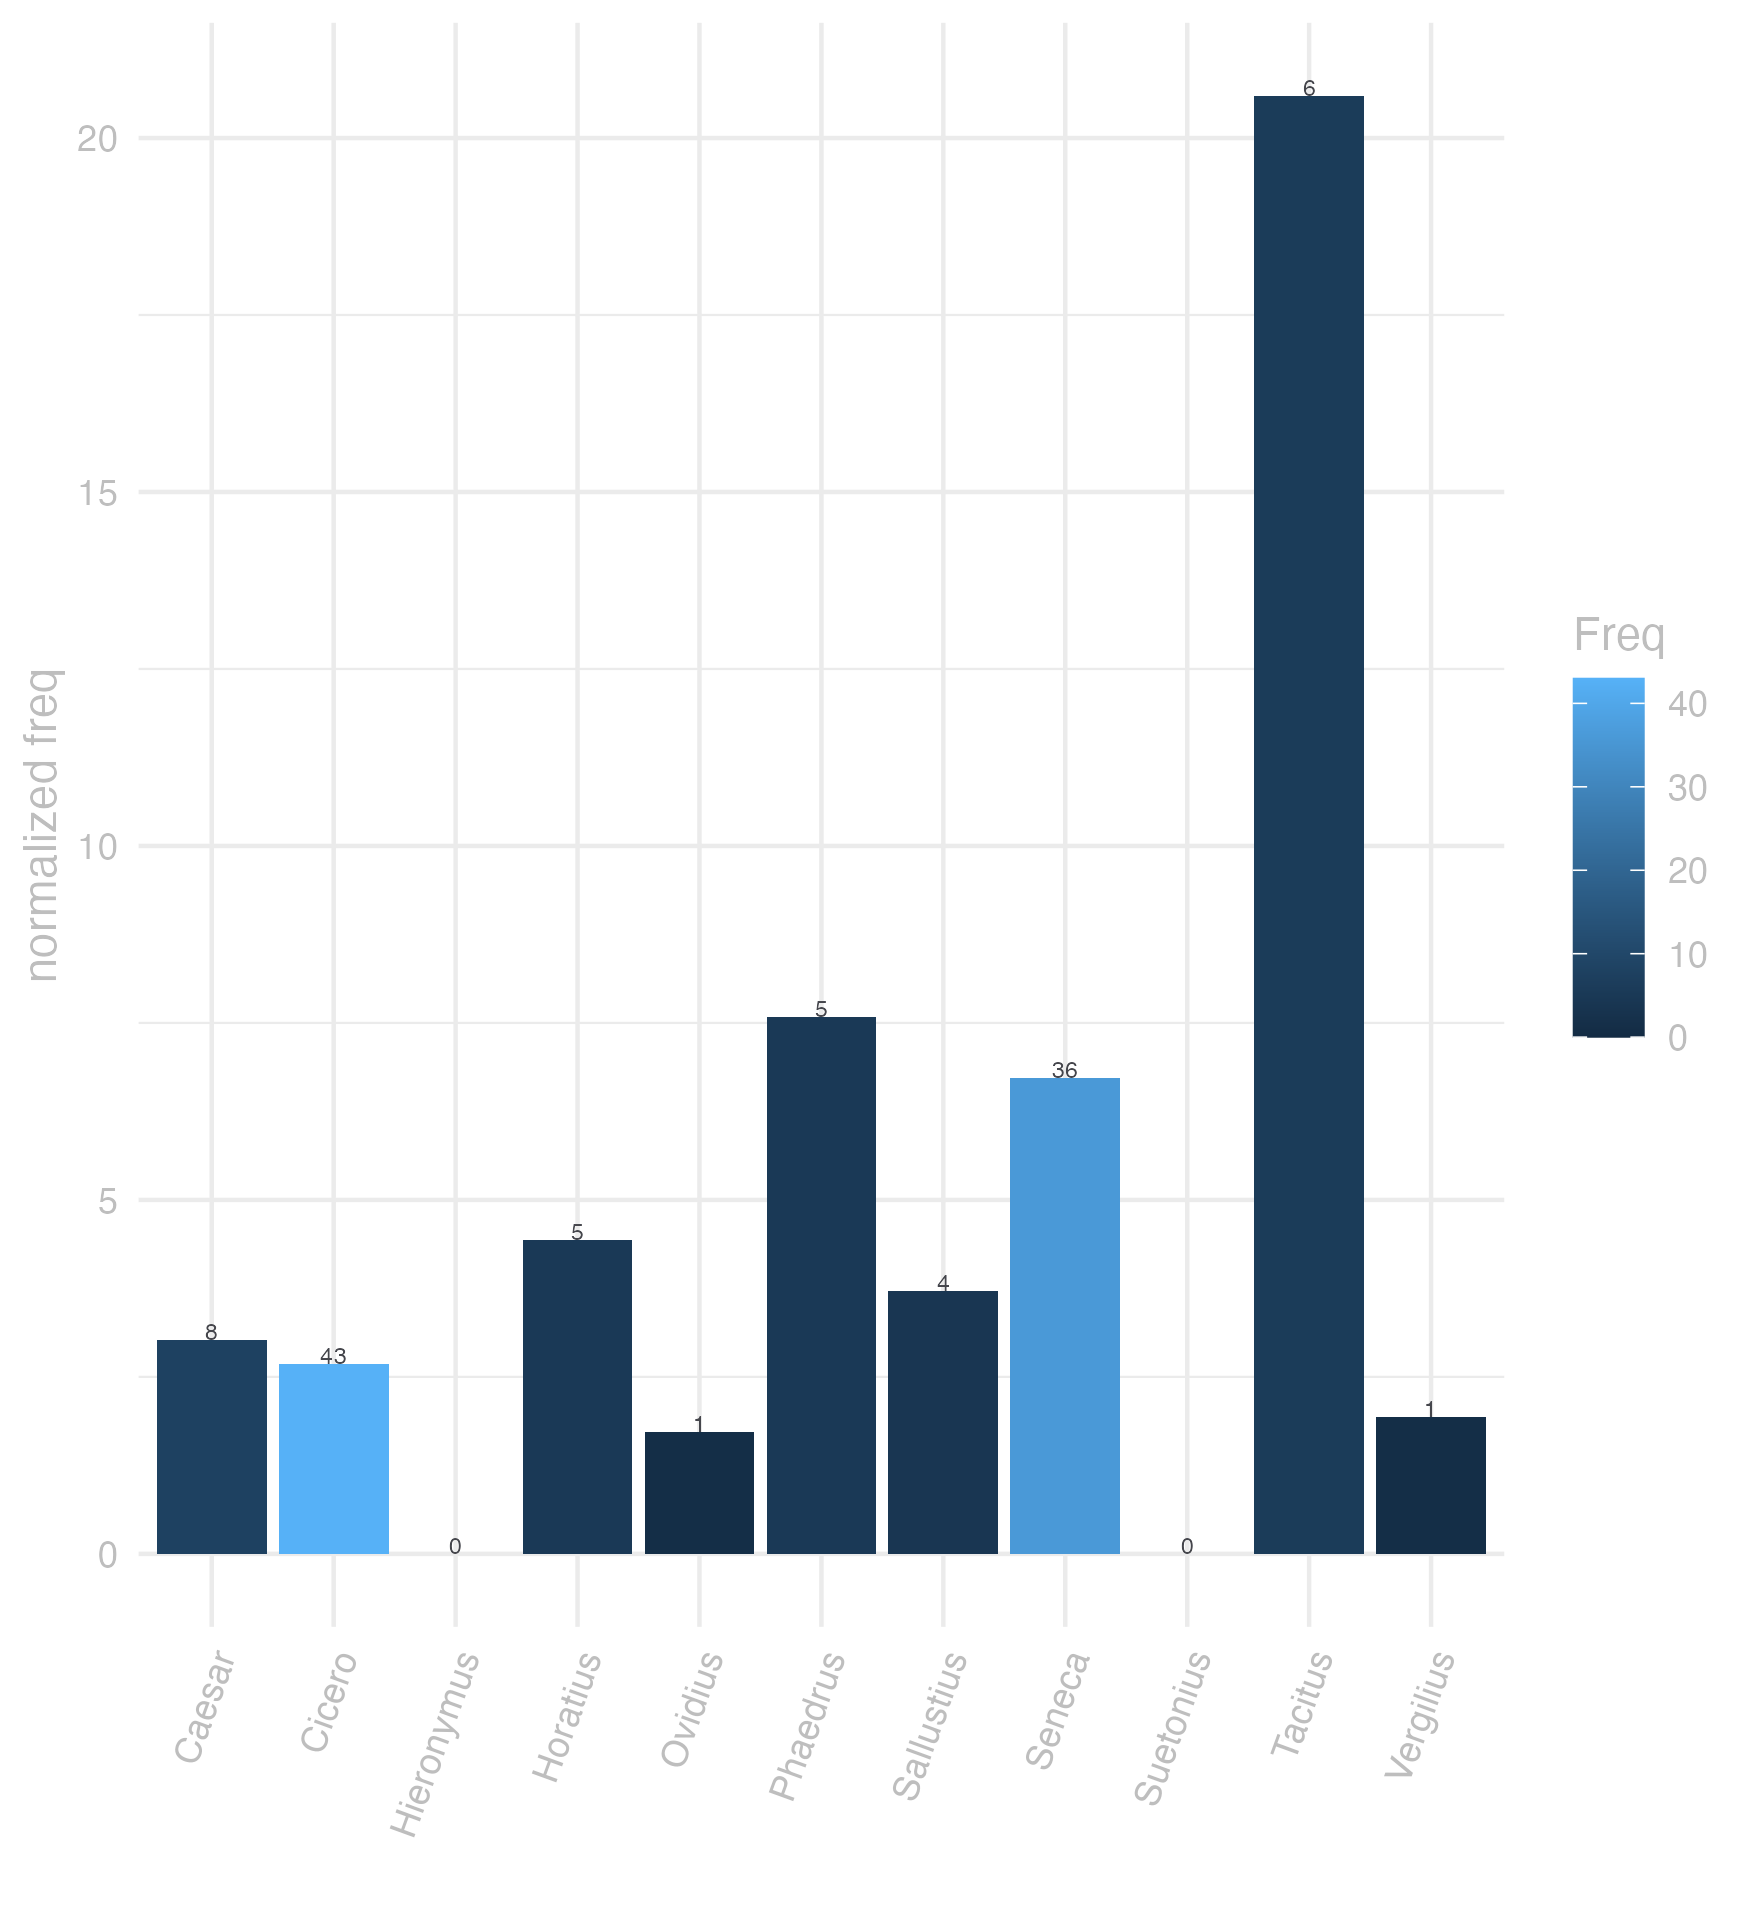 normalized freq
20
15
10
5
0
8
43
0
5
1
5
4
36
0
6
1
Caesar
Cicero
Hieronymus
Horatius
Ovidius
Phaedrus
Sallustius
Seneca
Suetonius
Tacitus
Vergilius
Freq
40
30
20
10
0